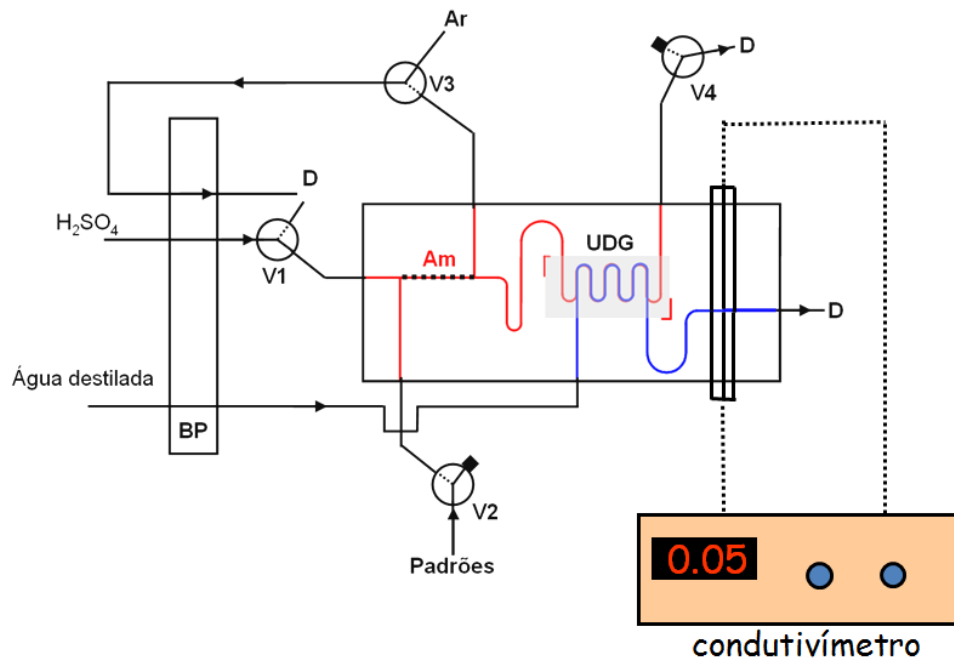 Ar
V3
D
V4
D
H₂SO₄
V1
Am
UDG
D
Água destilada
BP
V2
Padrões
0.05
condutivímetro